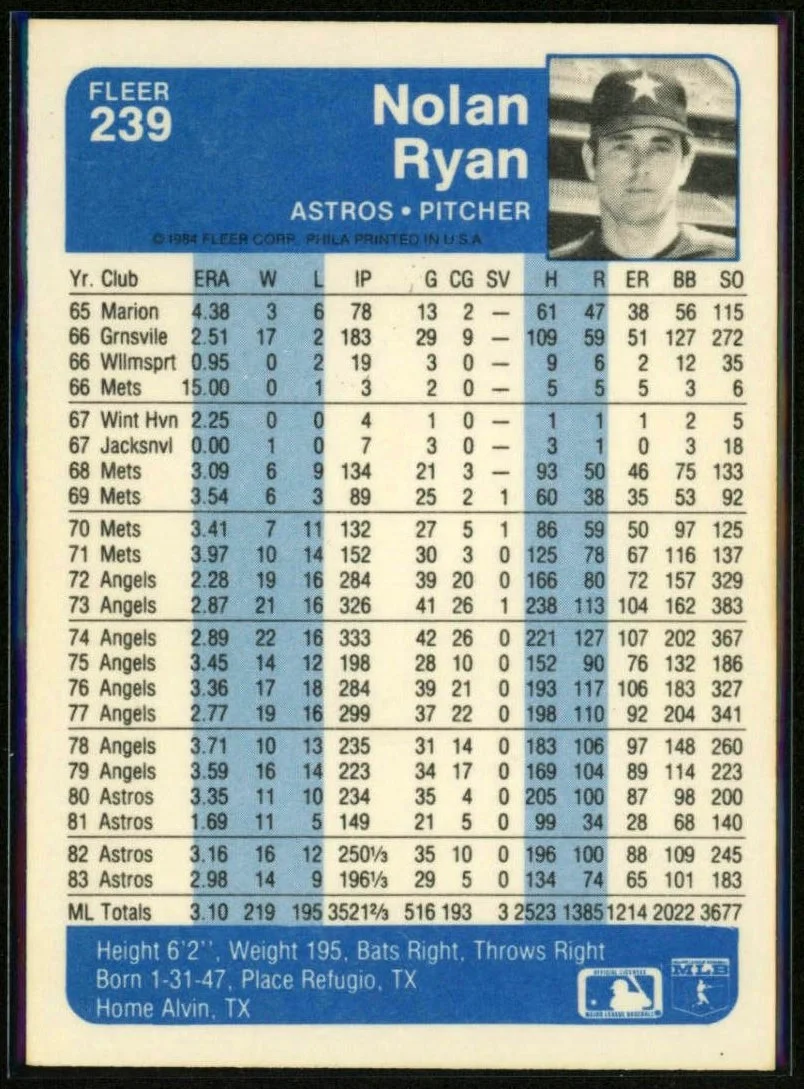 FLEER
239
Nolan
Ryan
ASTROS • PITCHER
© 1984 FLEER CORP. PHILA PRINTED IN U.S.A.
Yr. Club ERA W L IP G CG SV H R ER BB SO
65 Marion 4.38 3 6 78 13 2 — 61 47 38 56 115
66 Grnsvile 2.51 17 2 183 29 9 — 109 59 51 127 272
66 Wllmsprt 0.95 0 2 19 3 0 — 9 6 2 12 35
66 Mets 15.00 0 1 3 2 0 — 5 5 5 3 6
67 Wint Hvn 2.25 0 0 4 1 0 — 1 1 1 2 5
67 Jacksnvl 0.00 1 0 7 3 0 — 3 1 0 3 18
68 Mets 3.09 6 9 134 21 3 — 93 50 46 75 133
69 Mets 3.54 6 3 89 25 2 1 60 38 35 53 92
70 Mets 3.41 7 11 132 27 5 1 86 59 50 97 125
71 Mets 3.97 10 14 152 30 3 0 125 78 67 116 137
72 Angels 2.28 19 16 284 39 20 0 166 80 72 157 329
73 Angels 2.87 21 16 326 41 26 1 238 113 104 162 383
74 Angels 2.89 22 16 333 42 26 0 221 127 107 202 367
75 Angels 3.45 14 12 198 28 10 0 152 90 76 132 186
76 Angels 3.36 17 18 284 39 21 0 193 117 106 183 327
77 Angels 2.77 19 16 299 37 22 0 198 110 92 204 341
78 Angels 3.71 10 13 235 31 14 0 183 106 97 148 260
79 Angels 3.59 16 14 223 34 17 0 169 104 89 114 223
80 Astros 3.35 11 10 234 35 4 0 205 100 87 98 200
81 Astros 1.69 11 5 149 21 5 0 99 34 28 68 140
82 Astros 3.16 16 12 250⅓ 35 10 0 196 100 88 109 245
83 Astros 2.98 14 9 196⅓ 29 5 0 134 74 65 101 183
ML Totals 3.10 219 195 3521⅔ 516 193 3 2523 1385 1214 2022 3677
Height 6'2'', Weight 195, Bats Right, Throws Right
Born 1-31-47, Place Refugio, TX
Home Alvin, TX
OFFICIAL LICENSEE
MAJOR LEAGUE BASEBALL
MLB